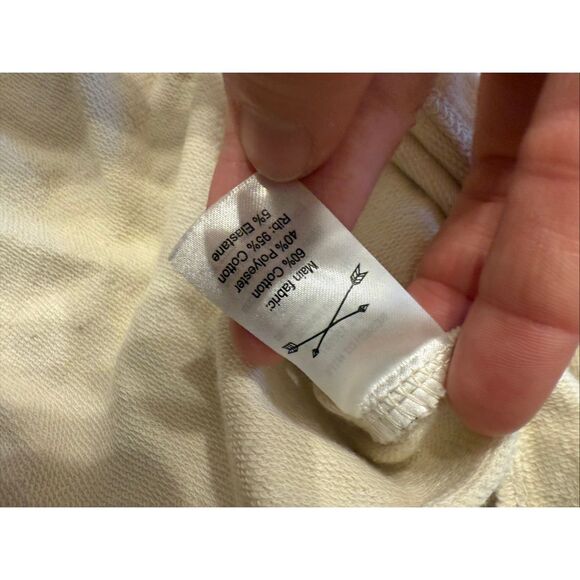 Main fabric:
60% Cotton
40% Polyester
Rib: 95% Cotton
5% Elastane